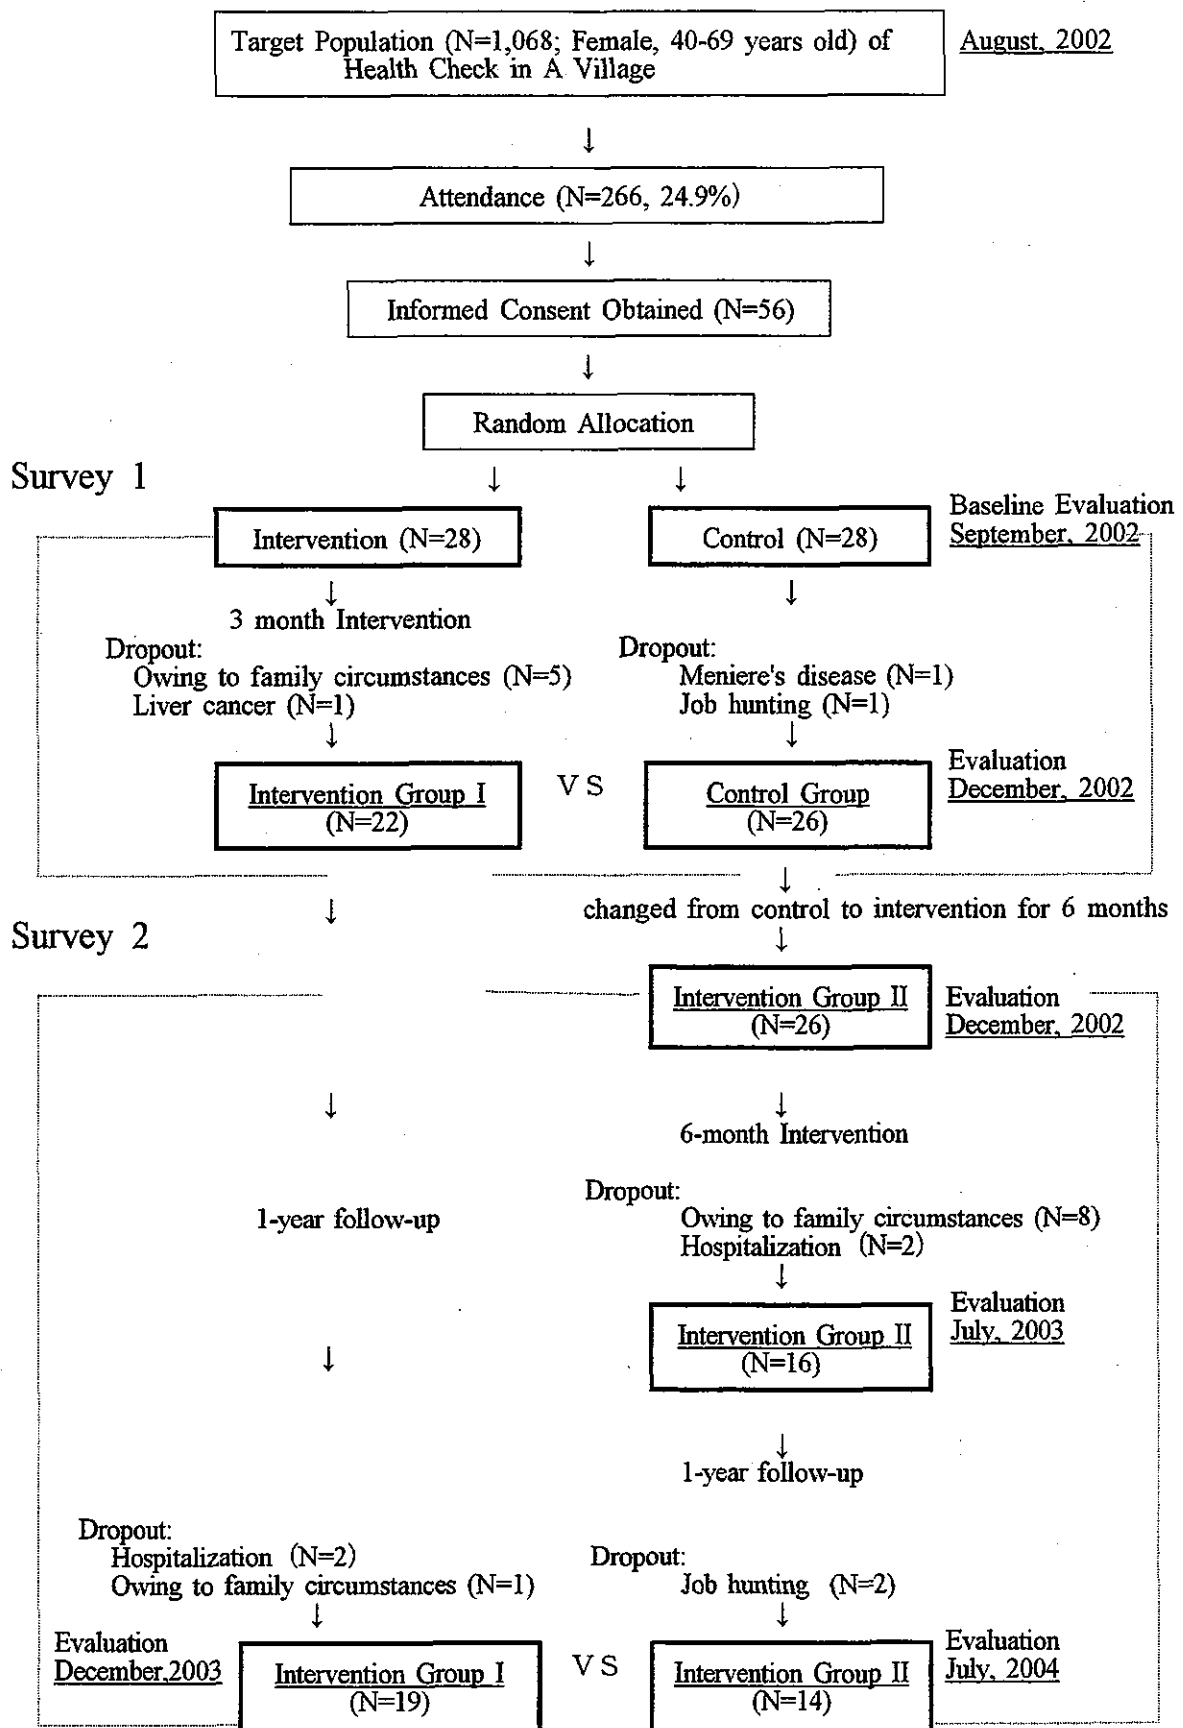 Target Population (N=1,068; Female, 40-69 years old) of
Health Check in A Village
August, 2002
↓
Attendance (N=266, 24.9%)
↓
Informed Consent Obtained (N=56)
↓
Random Allocation
Survey 1
↓ ↓
Intervention (N=28)
Control (N=28)
Baseline Evaluation
September, 2002
↓ ↓
3 month Intervention
Dropout:
Owing to family circumstances (N=5)
Liver cancer (N=1)
Dropout:
Meniere's disease (N=1)
Job hunting (N=1)
↓ ↓
Intervention Group I
(N=22)
VS
Control Group
(N=26)
Evaluation
December, 2002
↓ ↓
changed from control to intervention for 6 months
Survey 2
↓
Intervention Group II
(N=26)
Evaluation
December, 2002
↓ ↓
6-month Intervention
1-year follow-up
Dropout:
Owing to family circumstances (N=8)
Hospitalization (N=2)
↓
Intervention Group II
(N=16)
Evaluation
July, 2003
↓
↓
1-year follow-up
Dropout:
Hospitalization (N=2)
Owing to family circumstances (N=1)
Dropout:
Job hunting (N=2)
↓ ↓
Evaluation
December,2003
Intervention Group I
(N=19)
VS
Intervention Group II
(N=14)
Evaluation
July, 2004